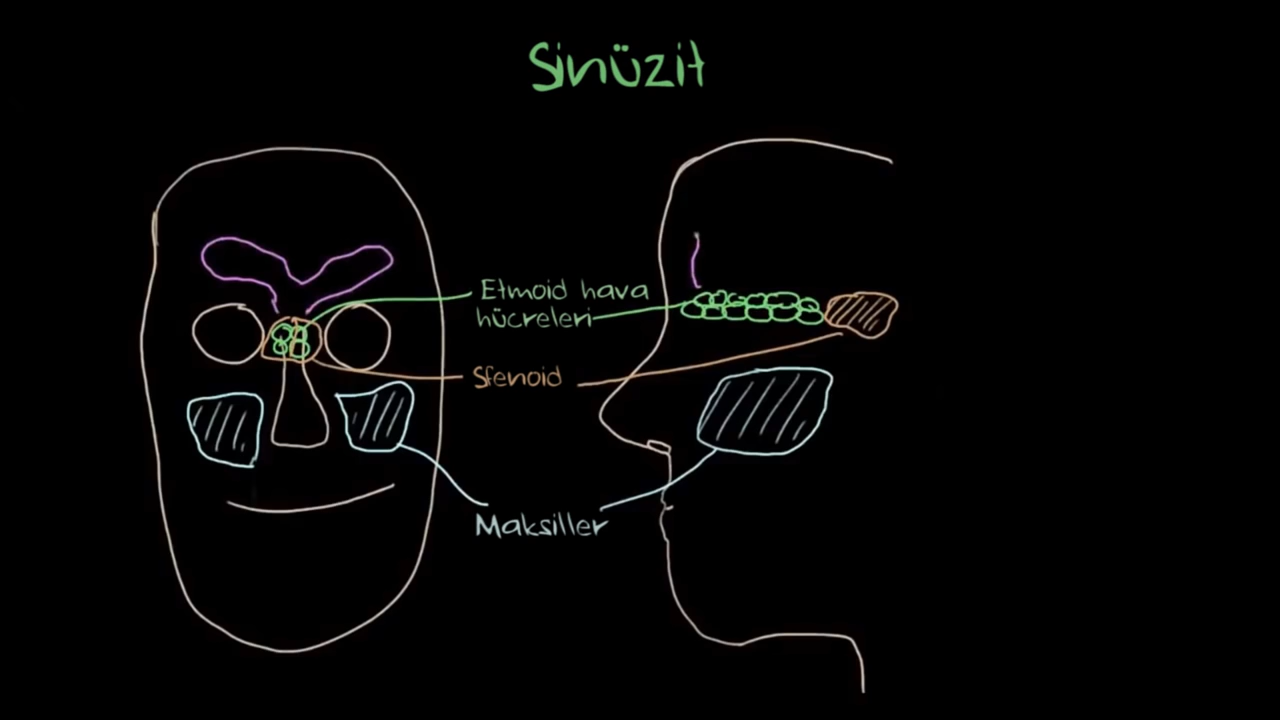 Sinüzit
Etmoid hava
hücreleri
Sfenoid
Maksiller